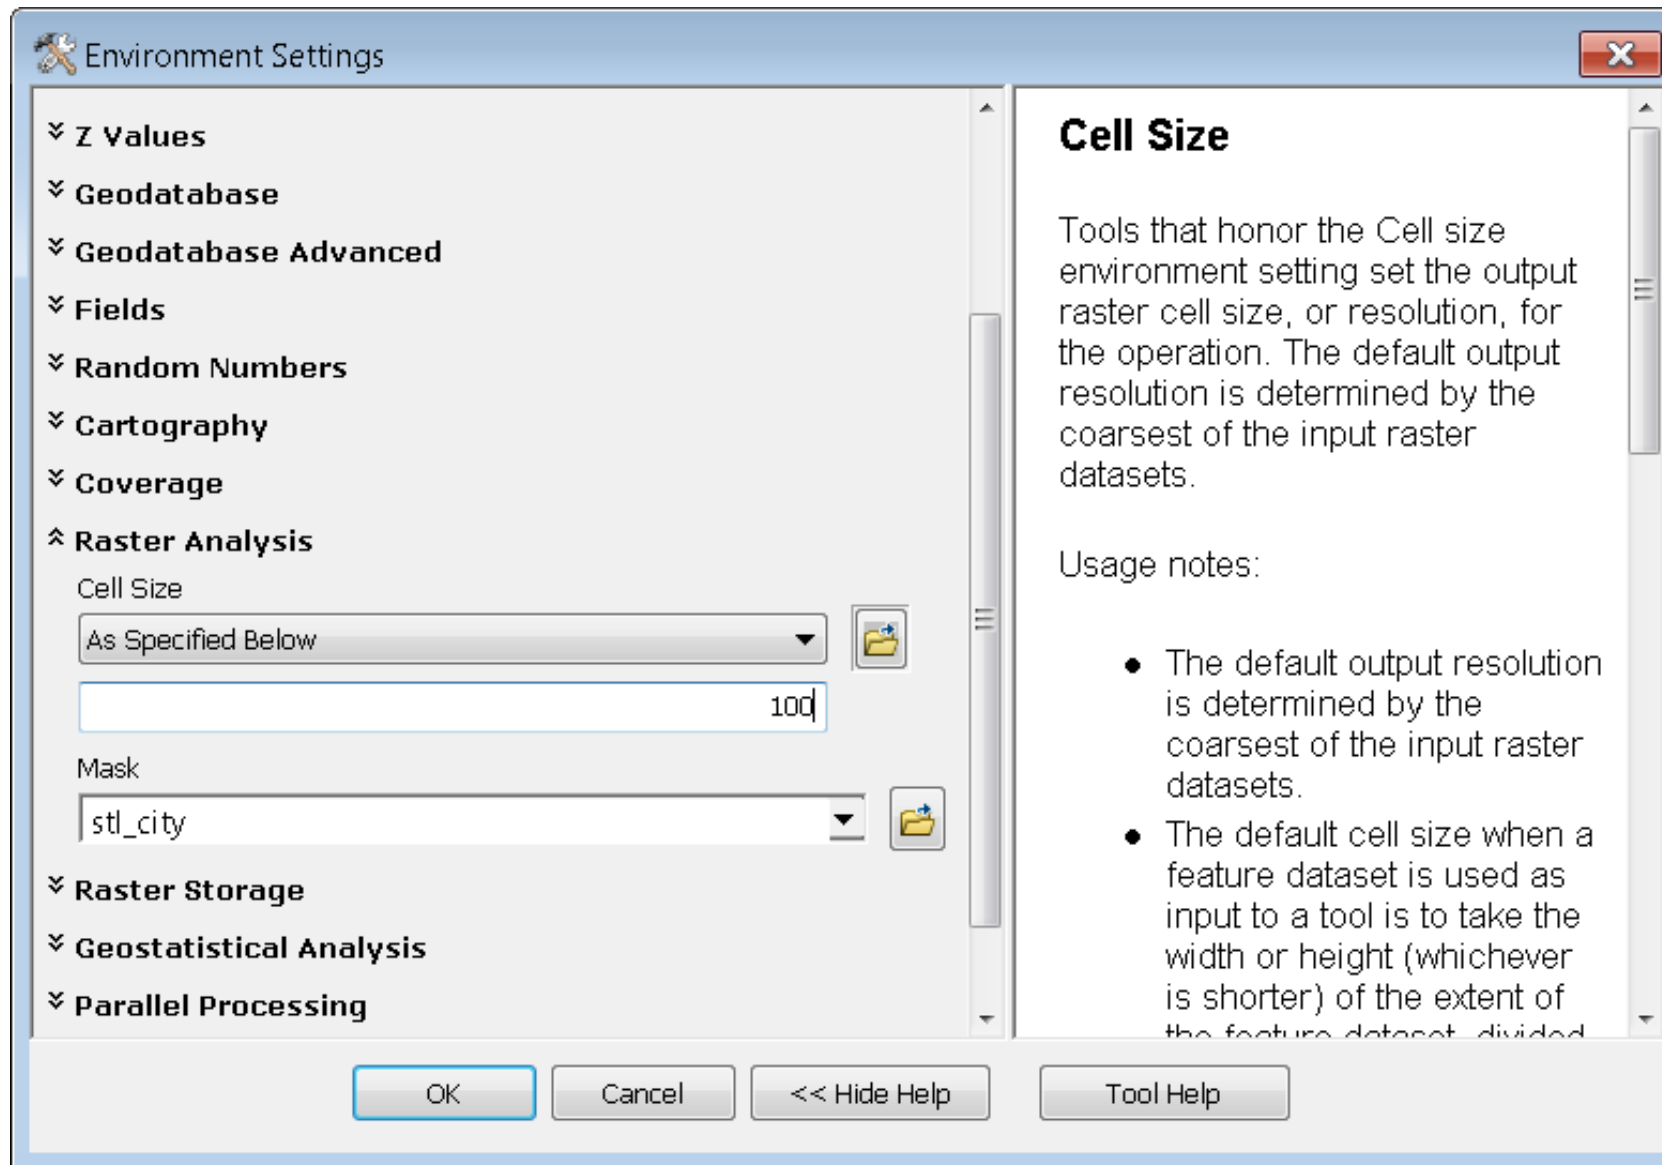 Environment Settings
Z Values
Geodatabase
Geodatabase Advanced
Fields
Random Numbers
Cartography
Coverage
Raster Analysis
Cell Size
As Specified Below
100
Mask
stl_city
Raster Storage
Geostatistical Analysis
Parallel Processing
Cell Size
Tools that honor the Cell size
environment setting set the output
raster cell size, or resolution, for
the operation. The default output
resolution is determined by the
coarsest of the input raster
datasets.
Usage notes:
The default output resolution
is determined by the
coarsest of the input raster
datasets.
The default cell size when a
feature dataset is used as
input to a tool is to take the
width or height (whichever
is shorter) of the extent of
the feature dataset, divided
OK
Cancel
<< Hide Help
Tool Help